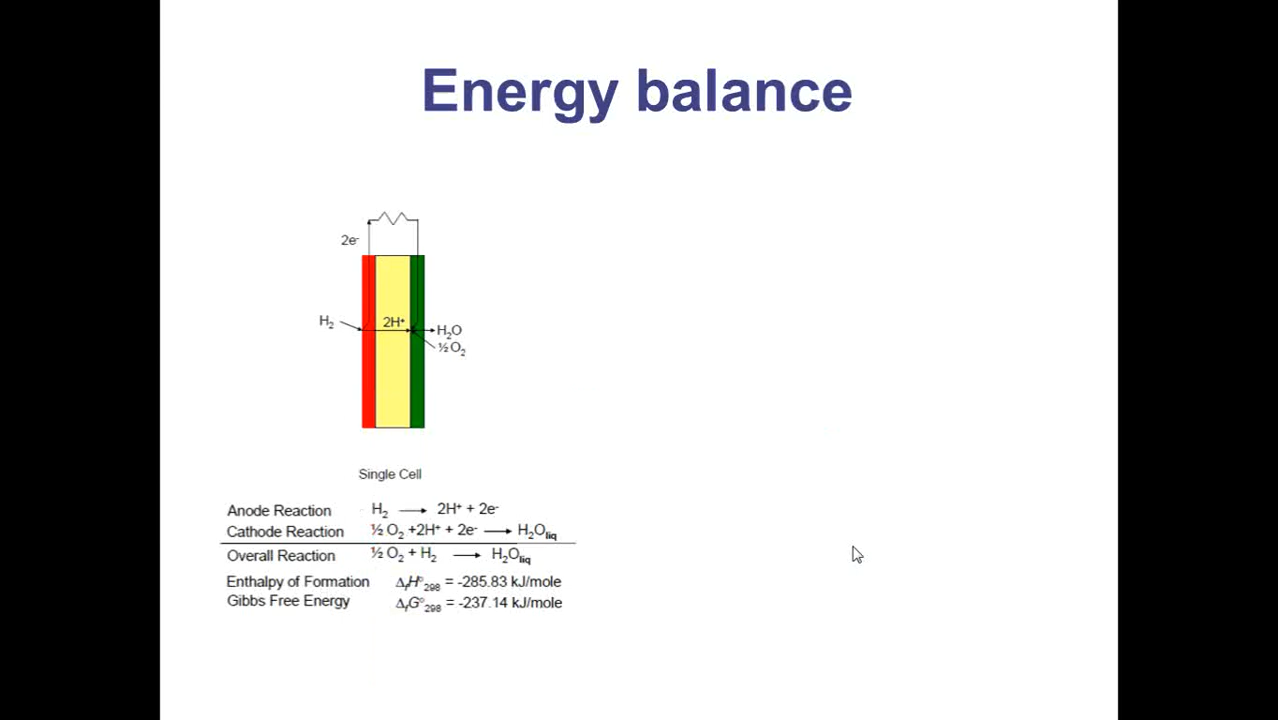 Energy balance
2e⁻
H₂
2H⁺
H₂O
½ O₂
Single Cell
Anode Reaction H₂ ⟶ 2H⁺ + 2e⁻
Cathode Reaction ½ O₂ +2H⁺ + 2e⁻ ⟶ H₂O_liq
Overall Reaction ½ O₂ + H₂ ⟶ H₂O_liq
Enthalpy of Formation Δ_fH°₂₉₈ = -285.83 kJ/mole
Gibbs Free Energy Δ_fG°₂₉₈ = -237.14 kJ/mole